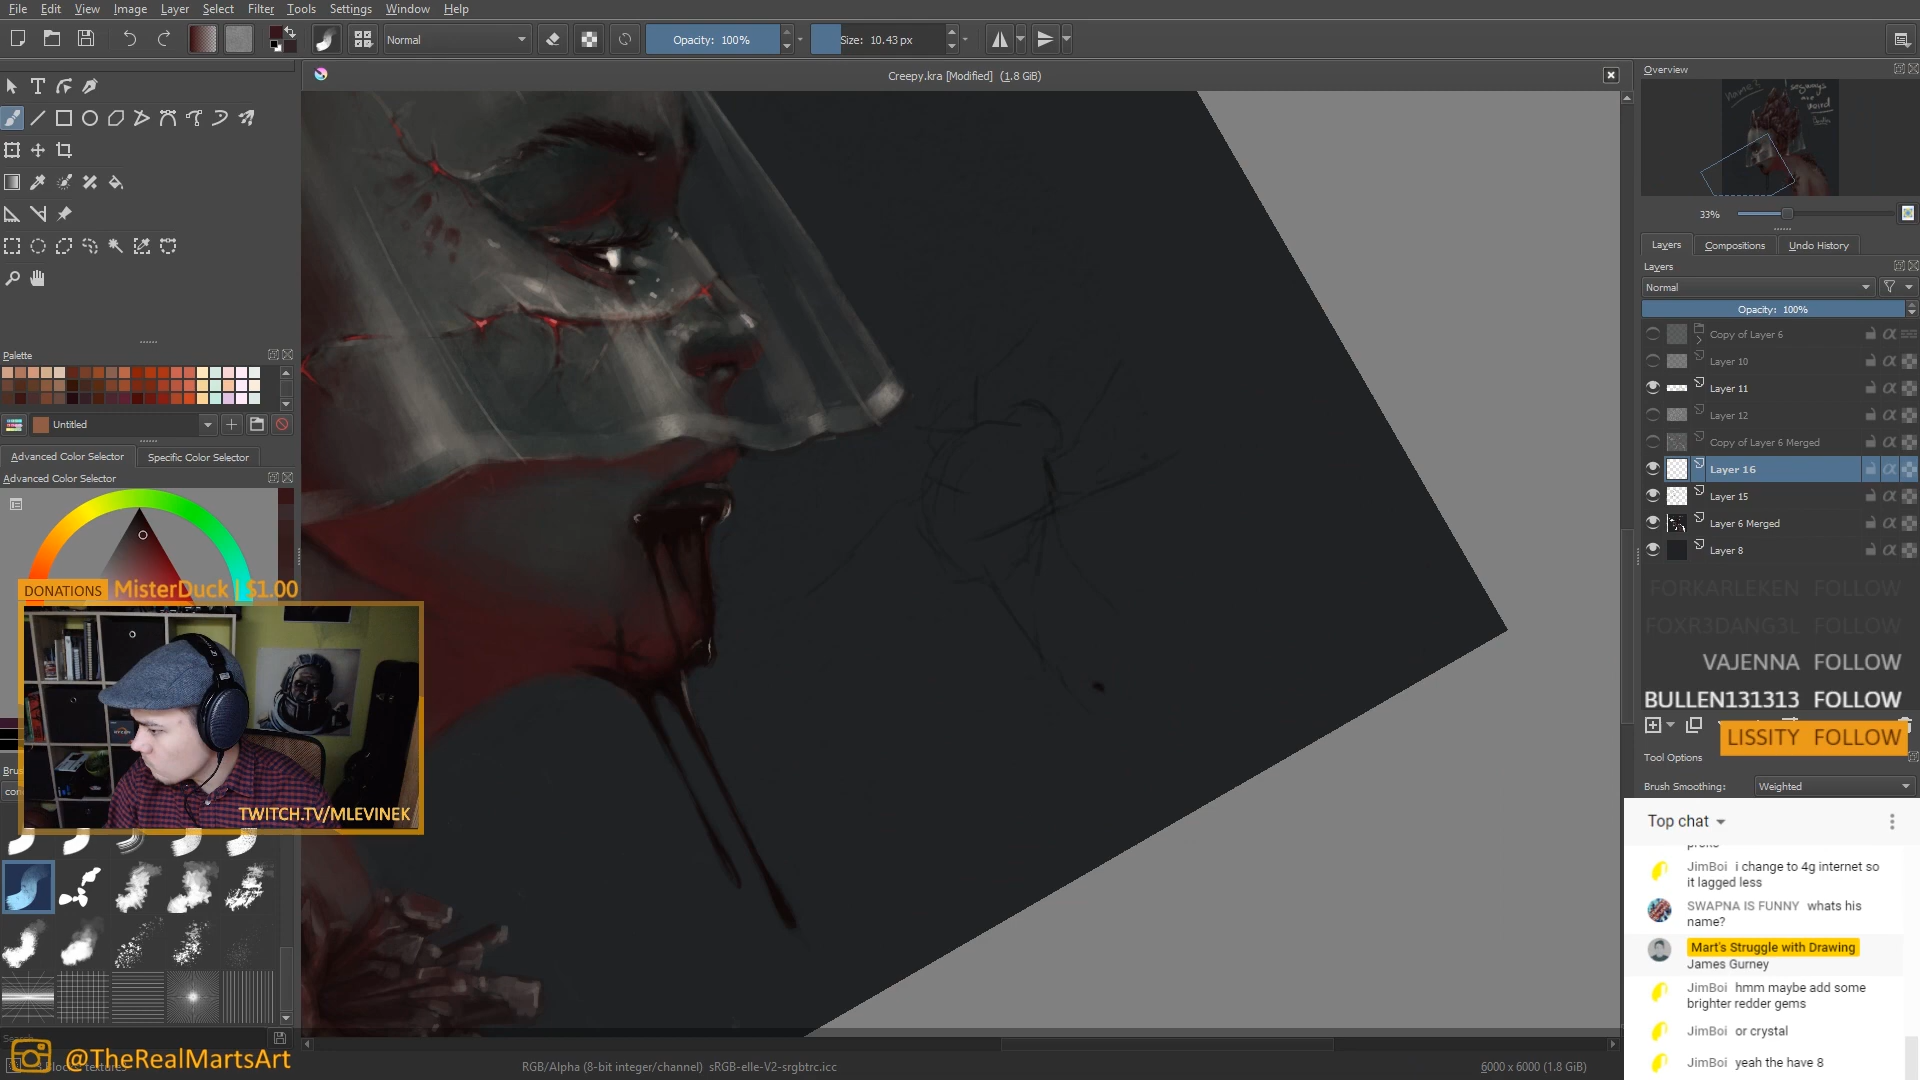 File Edit View Image Layer Select Filter Tools Settings Window Help
Normal
Opacity: 100%
Size: 10.43 px
Creepy.kra [Modified] (1.8 GiB)
Overview
33%
Layers Compositions Undo History
Layers
Normal
Opacity: 100%
Copy of Layer 6
Layer 10
Layer 11
Layer 12
Copy of Layer 6 Merged
Layer 16
Layer 15
Layer 6 Merged
Layer 8
FORKARLEKEN FOLLOW
FOXR3DANG3L FOLLOW
VAJENNA FOLLOW
BULLEN131313 FOLLOW
LISSITY FOLLOW
Tool Options
Brush Smoothing: Weighted
Top chat
JimBoi i change to 4g internet so
it lagged less
SWAPNA IS FUNNY whats his
name?
Mart's Struggle with Drawing
James Gurney
JimBoi hmm maybe add some
brighter redder gems
JimBoi or crystal
JimBoi yeah the have 8
Palette
Untitled
Advanced Color Selector Specific Color Selector
Advanced Color Selector
DONATIONS MisterDuck | $1.00
TWITCH.TV/MLEVINEK
@TheRealMartsArt
RGB/Alpha (8-bit integer/channel) sRGB-elle-V2-srgbtrc.icc
6000 x 6000 (1.8 GiB)